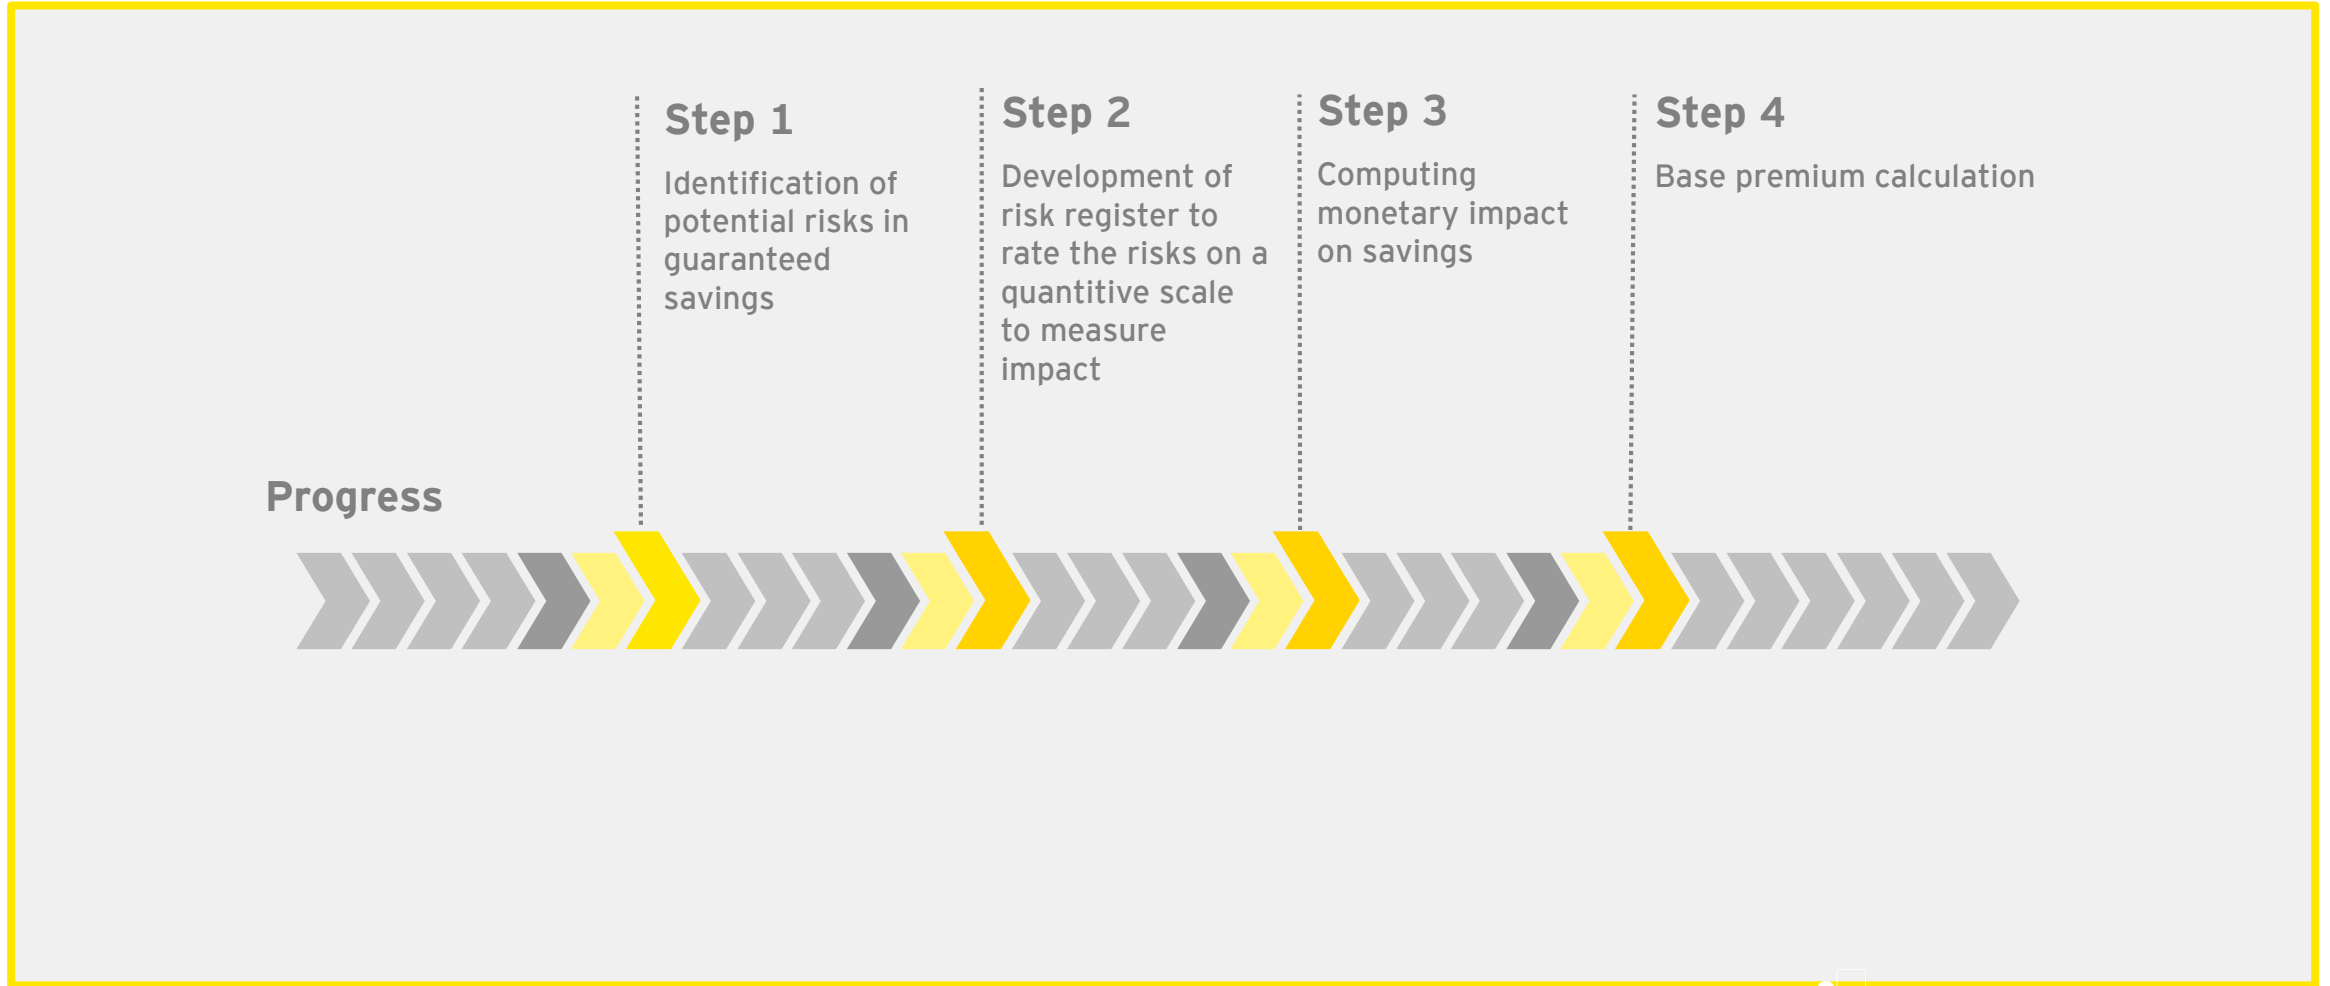 Step 1
Identification of
potential risks in
guaranteed
savings
Step 2
Development of
risk register to
rate the risks on a
quantitive scale
to measure
impact
Step 3
Computing
monetary impact
on savings
Step 4
Base premium calculation
Progress